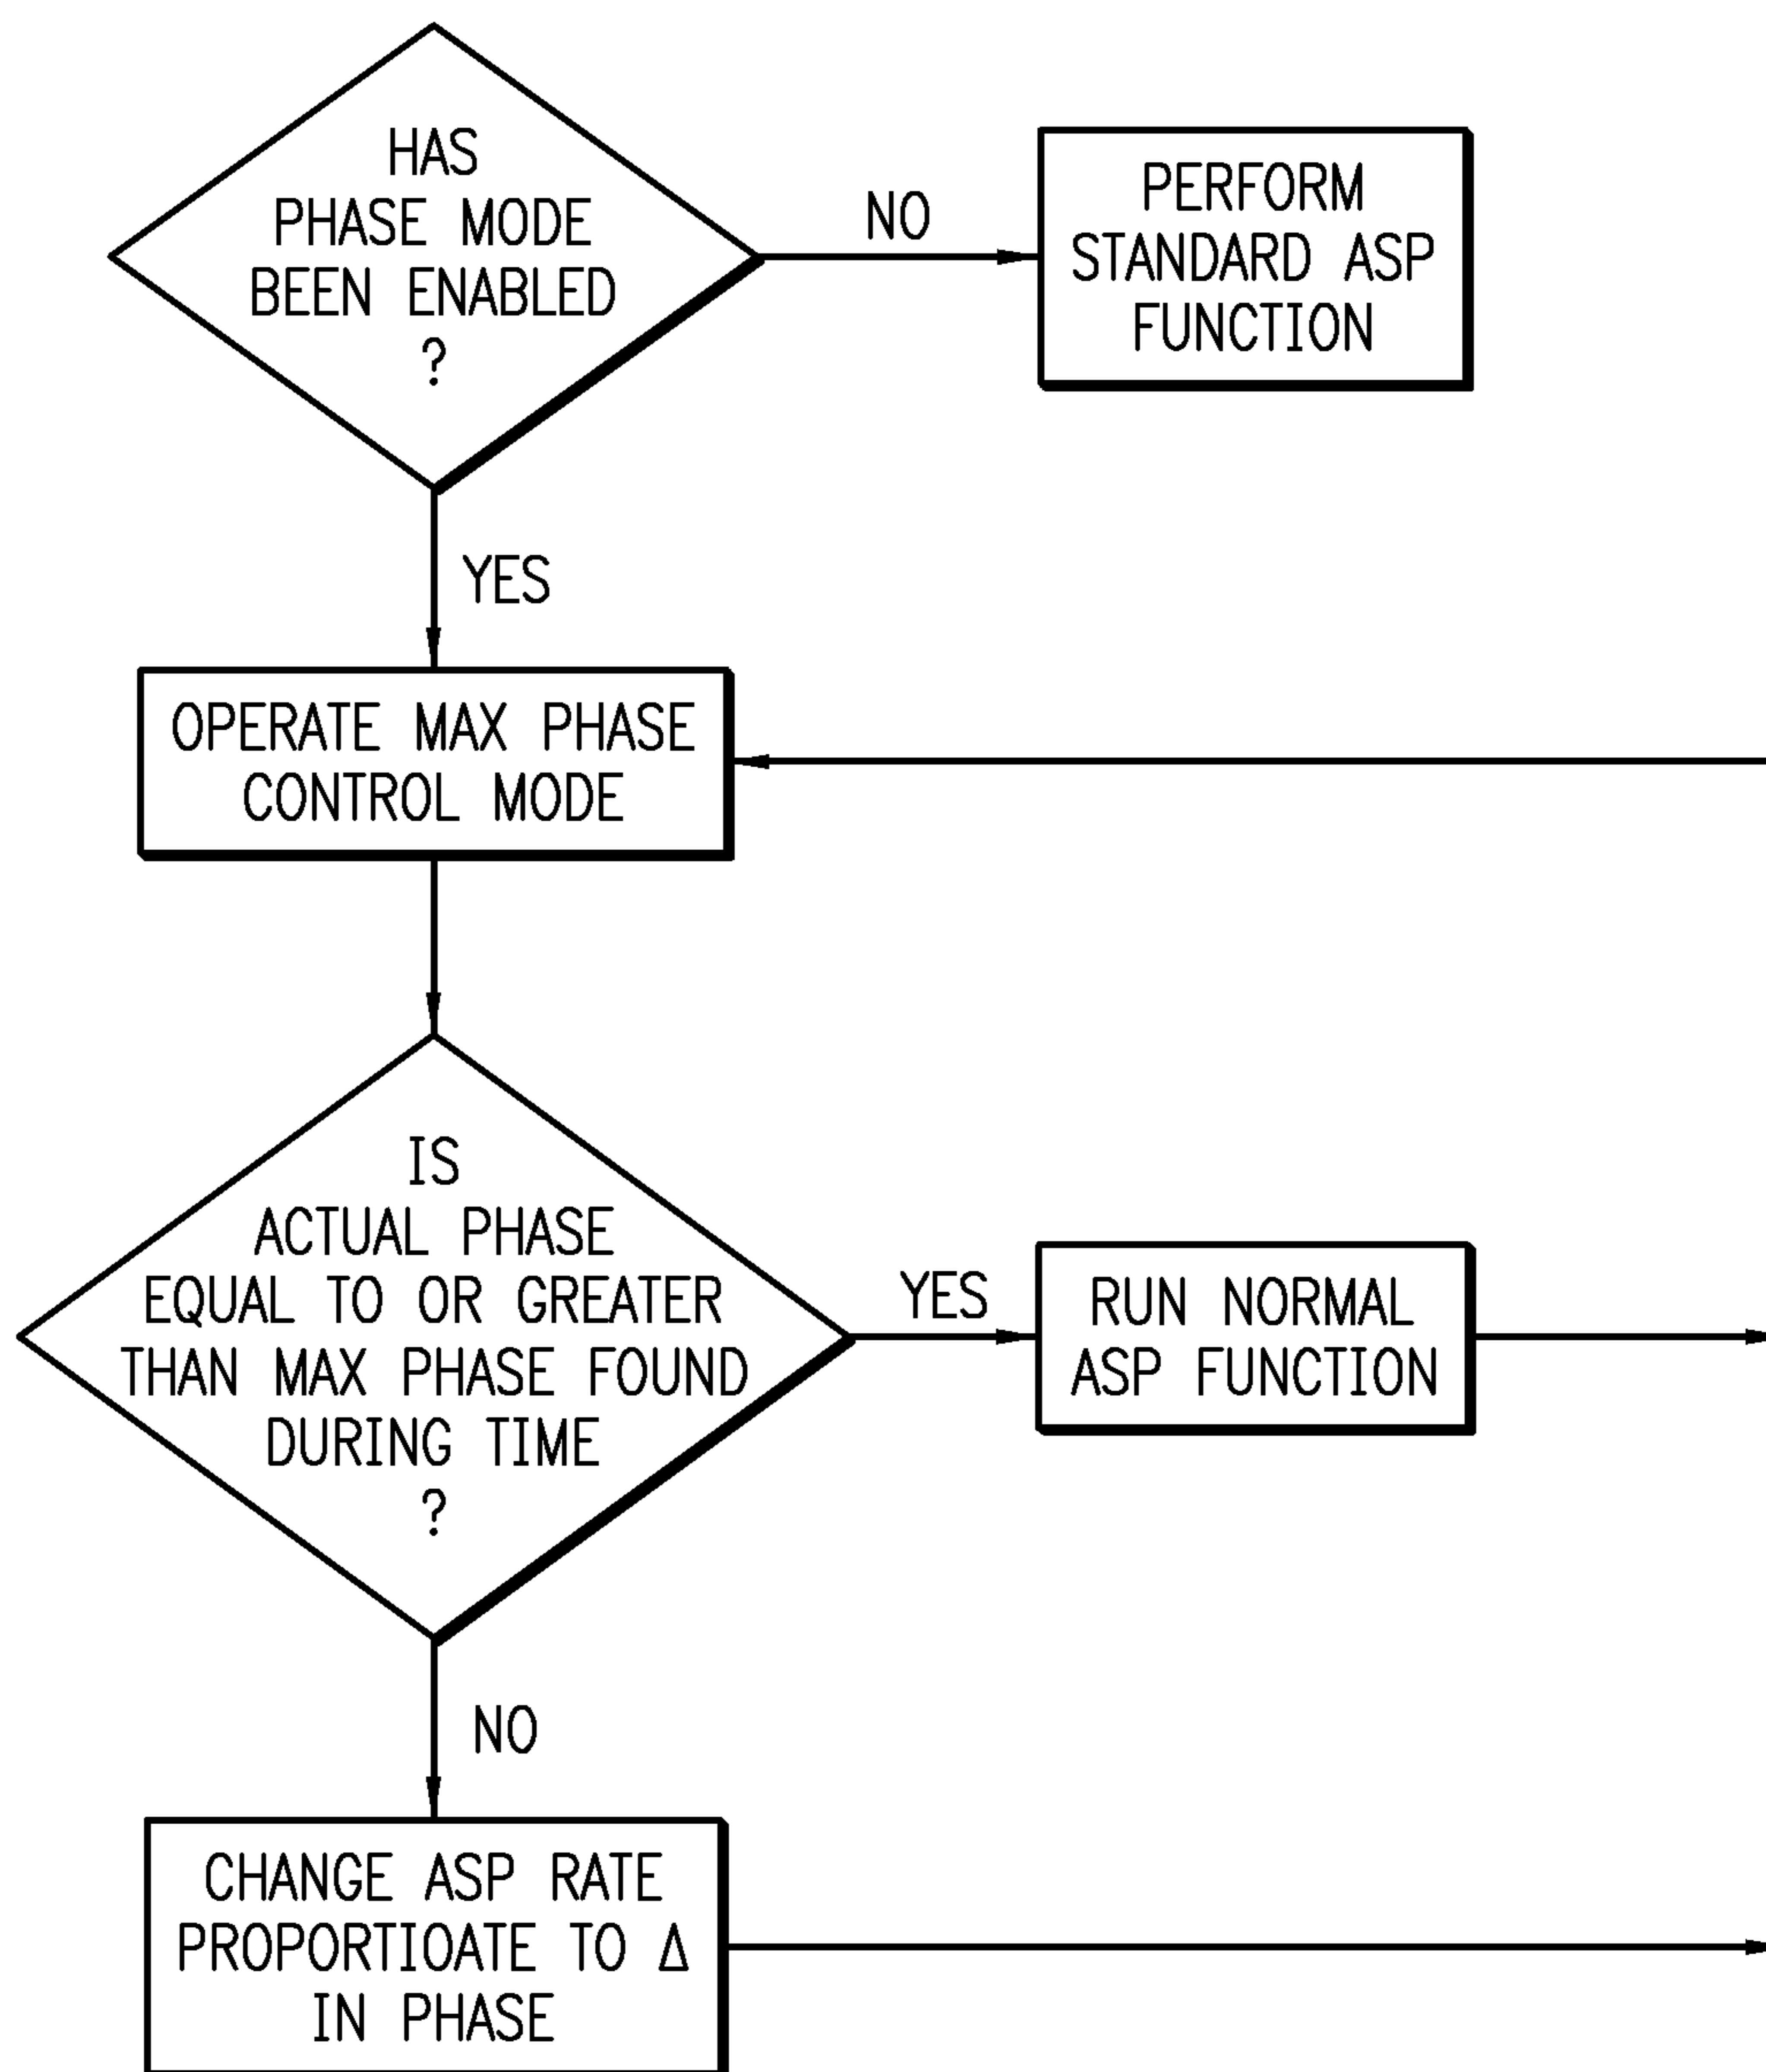 HAS
PHASE MODE
BEEN ENABLED
?
NO
PERFORM
STANDARD ASP
FUNCTION
YES
OPERATE MAX PHASE
CONTROL MODE
IS
ACTUAL PHASE
EQUAL TO OR GREATER
THAN MAX PHASE FOUND
DURING TIME
?
YES
RUN NORMAL
ASP FUNCTION
NO
CHANGE ASP RATE
PROPORTIOATE TO Δ
IN PHASE